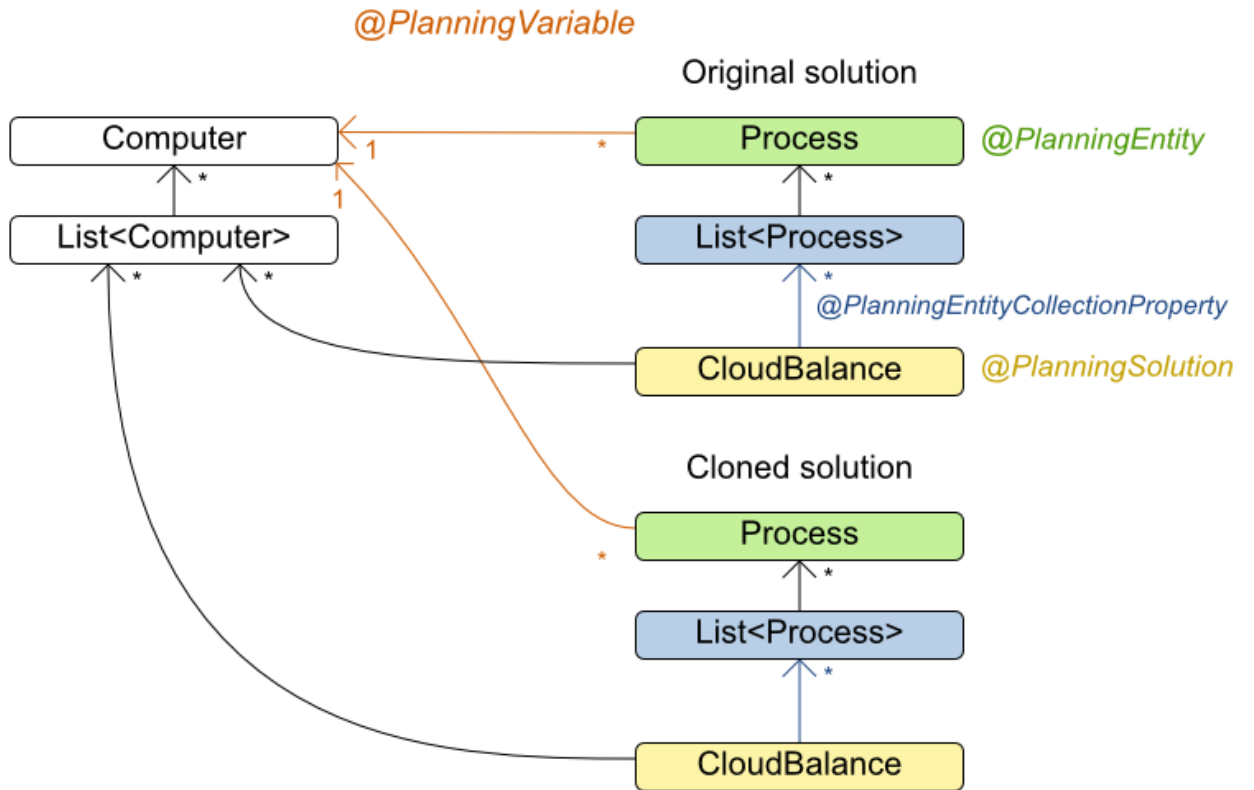 @PlanningVariable
Original solution
Computer
1
*
Process
@PlanningEntity
*
1
*
List<Computer>
List<Process>
*
*
*
@PlanningEntityCollectionProperty
CloudBalance
@PlanningSolution
Cloned solution
Process
*
*
List<Process>
*
CloudBalance